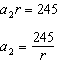 a₂r = 245
a₂ = 245/r